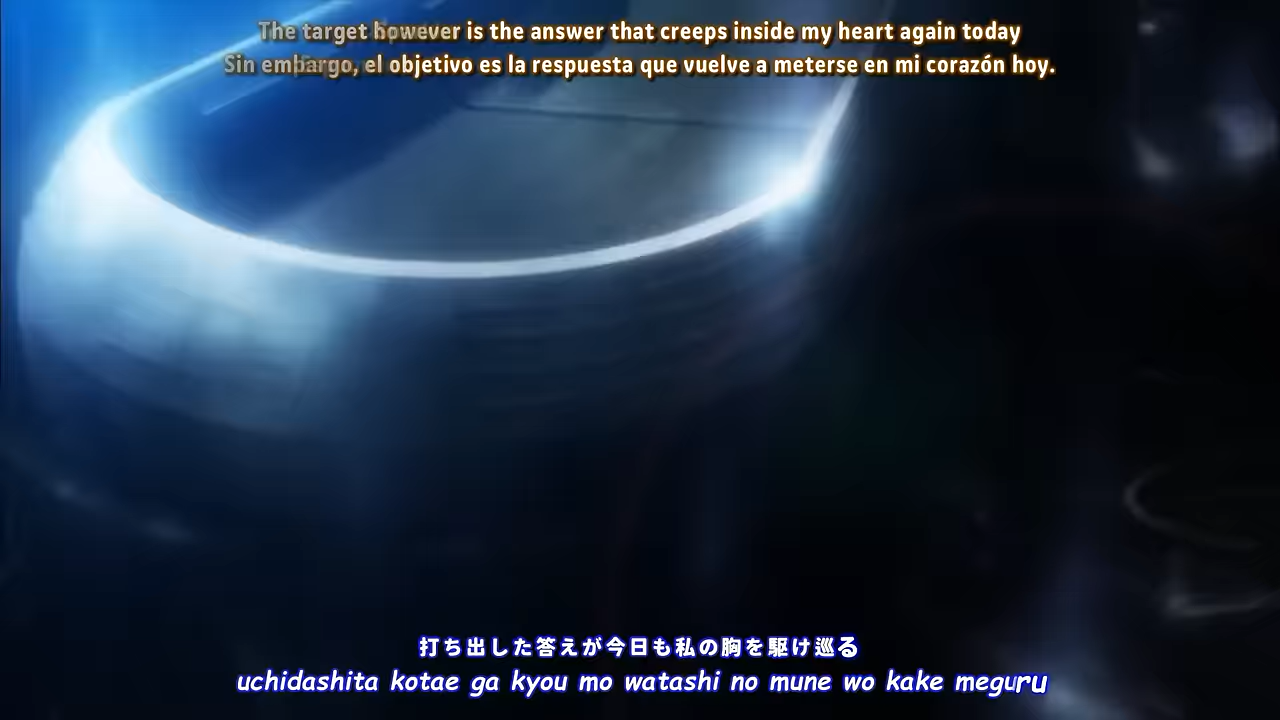 The target however is the answer that creeps inside my heart again today
Sin embargo, el objetivo es la respuesta que vuelve a meterse en mi corazón hoy.
打ち出した答えが今日も私の胸を駆け巡る
uchidashita kotae ga kyou mo watashi no mune wo kake meguru